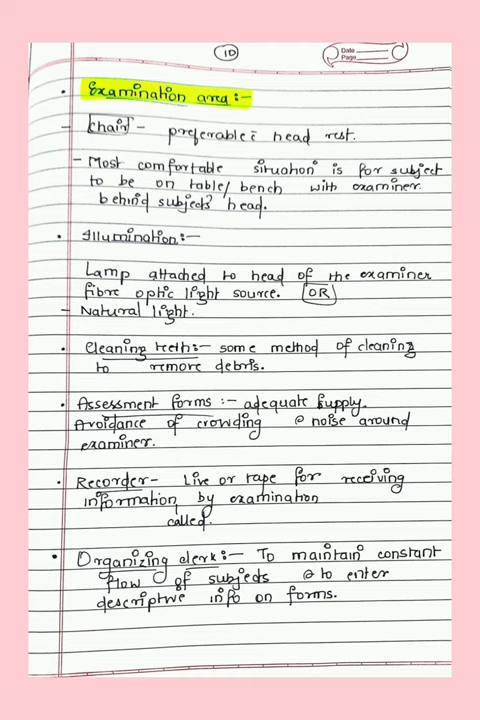 10
Date
Page
• Examination area:-
- Chair - preferable c̄ head rest.
- Most comfortable situation is for subject
to be on table/bench with examiner
behind subjects head.
• Illumination:-
Lamp attached to head of the examiner
fibre optic light source. OR
- Natural light.
• Cleaning teeth:- some method of cleaning
to remore debris.
• Assessment forms:- adequate supply.
Avoidance of crowding @ noise around
examiner.
• Recorder- Live or tape for receiving
information by examination
called.
• Organizing clerk:- To maintain constant
flow of subjects @ to enter
descriptive info on forms.